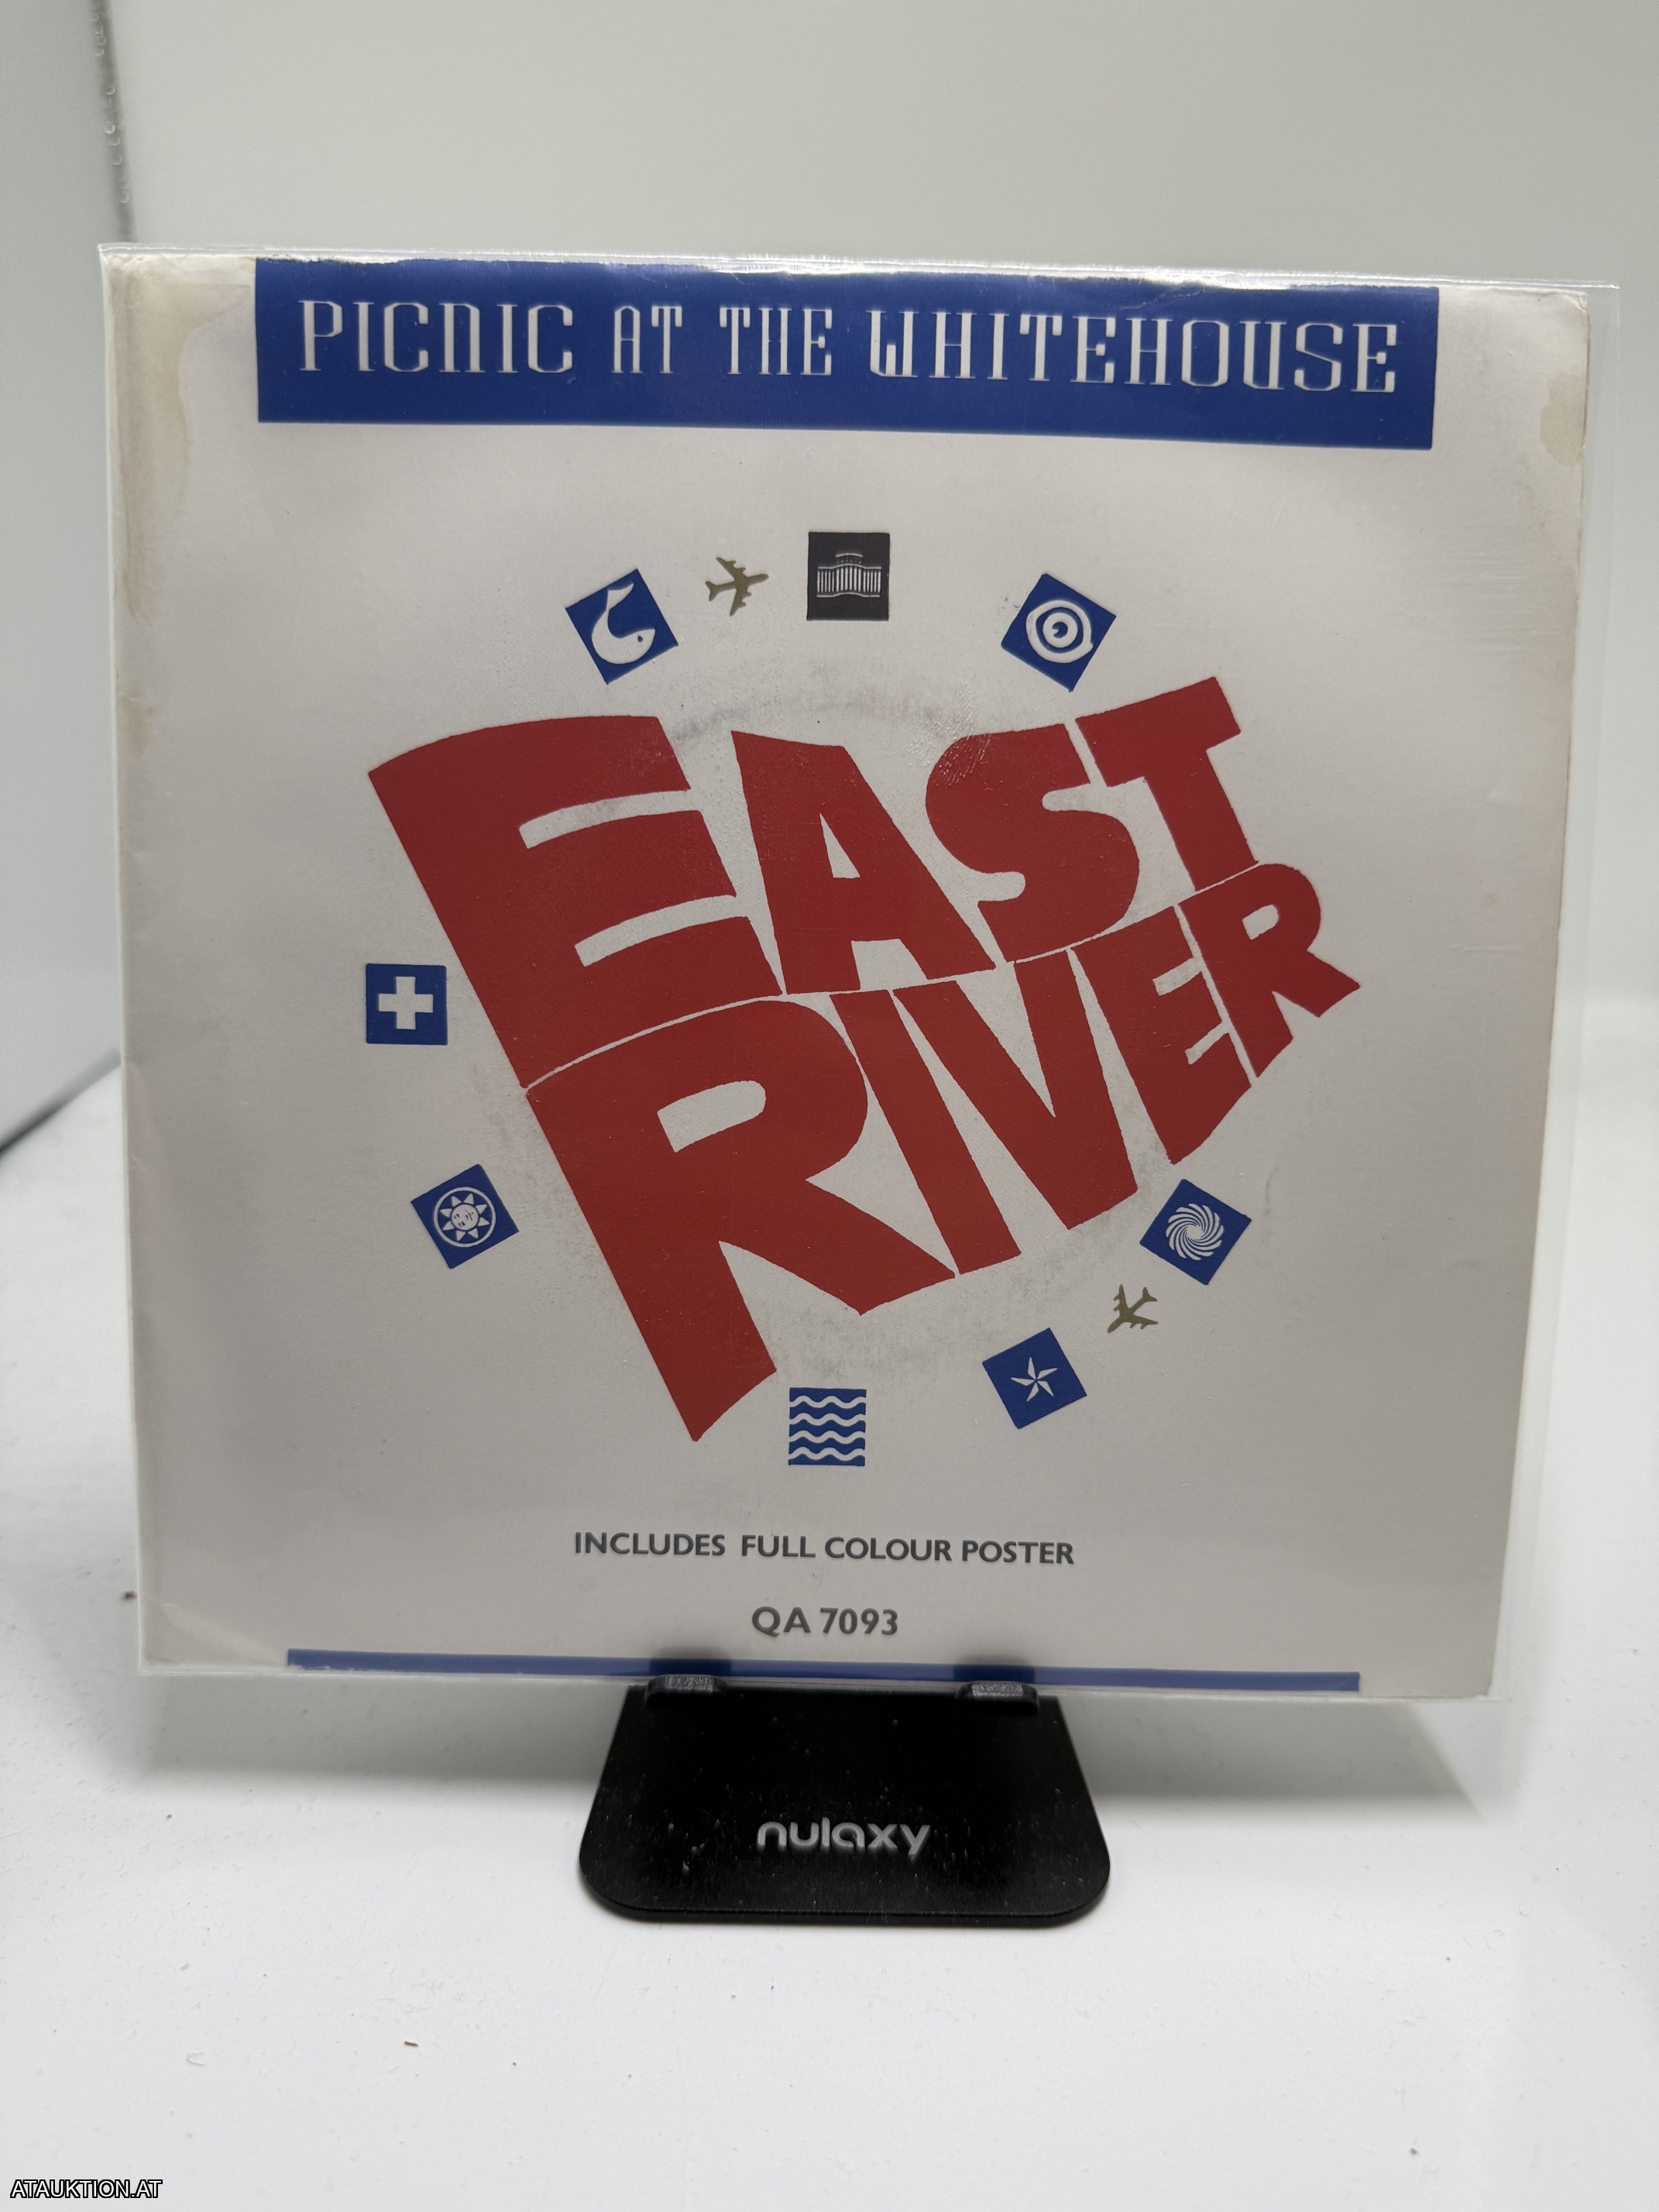 PICNIC AT THE WHITEHOUSE
EAST
RIVER
INCLUDES FULL COLOUR POSTER
QA 7093
nulaxy
ATAUKTION.AT